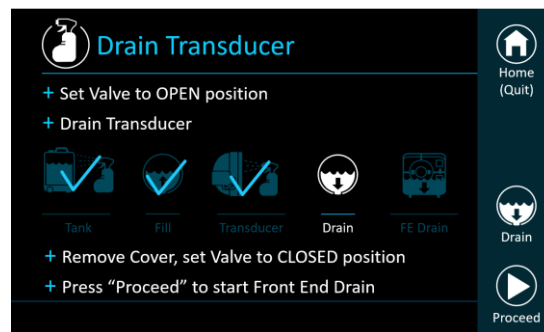 Drain Transducer
Home
(Quit)
+ Set Valve to OPEN position
+ Drain Transducer
Tank
Fill
Transducer
Drain
FE Drain
Drain
+ Remove Cover, set Valve to CLOSED position
+ Press “Proceed” to start Front End Drain
Proceed